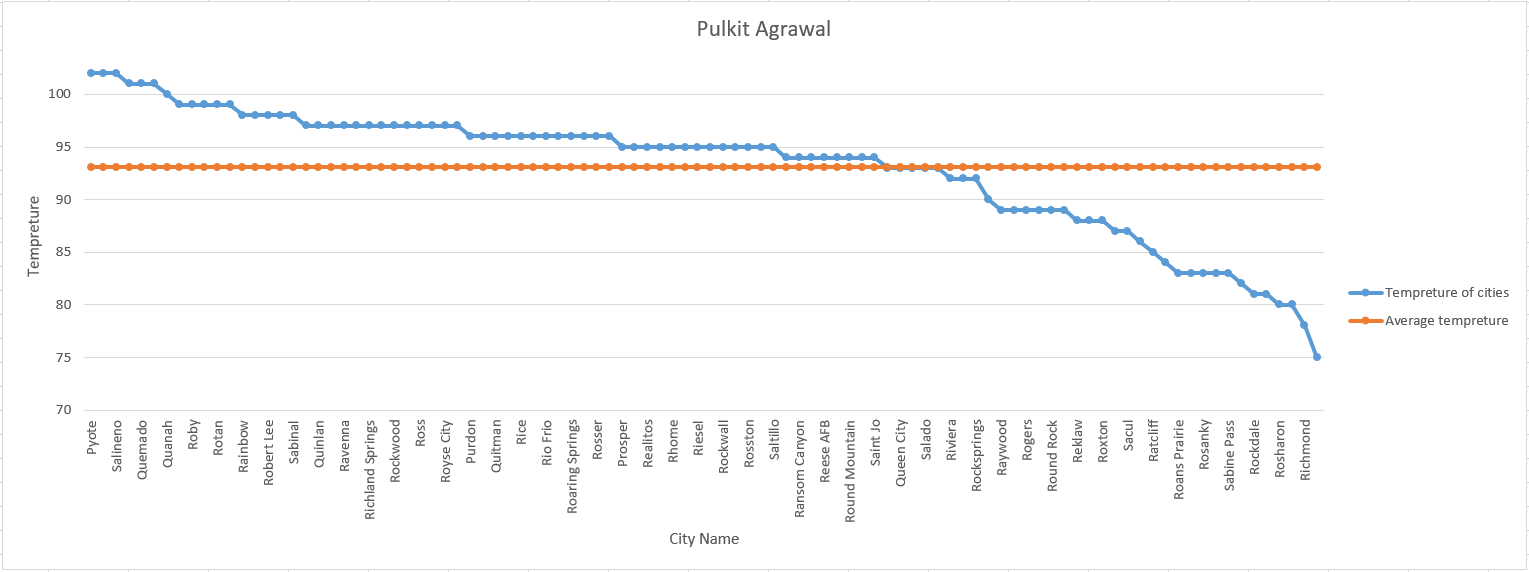 Pulkit Agrawal
100
95
90
85
80
75
70
Tempreture
Pyote
Salineno
Quemado
Quanah
Roby
Rotan
Rainbow
Robert Lee
Sabinal
Quinlan
Ravenna
Richland Springs
Rockwood
Ross
Royse City
Purdon
Quitman
Rice
Rio Frio
Roaring Springs
Rosser
Prosper
Realitos
Rhome
Riesel
Rockwall
Rosston
Saltillo
Ransom Canyon
Reese AFB
Round Mountain
Saint Jo
Queen City
Salado
Riviera
Rocksprings
Raywood
Rogers
Round Rock
Reklaw
Roxton
Sacul
Ratcliff
Roans Prairie
Rosanky
Sabine Pass
Rockdale
Rosharon
Richmond
City Name
Tempreture of cities
Average tempreture